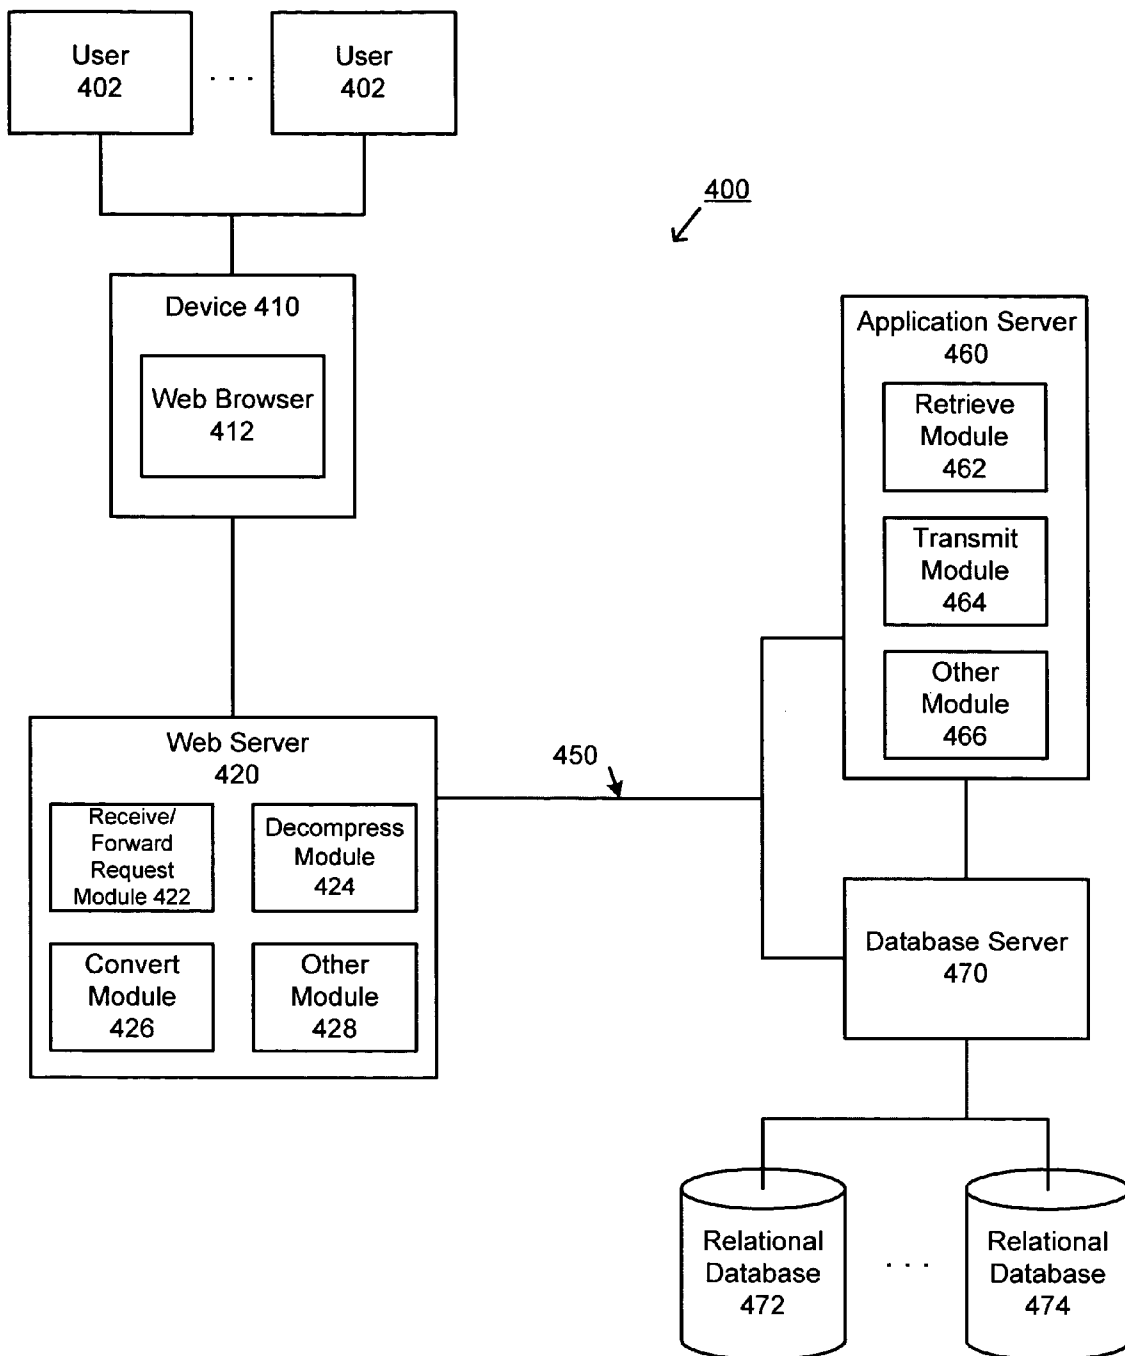 User
402
. . .
User
402
400
Device 410
Web Browser
412
Application Server
460
Retrieve
Module
462
Transmit
Module
464
Other
Module
466
Web Server
420
Receive/
Forward
Request
Module 422
Decompress
Module
424
Convert
Module
426
Other
Module
428
450
Database Server
470
Relational
Database
472
. . .
Relational
Database
474